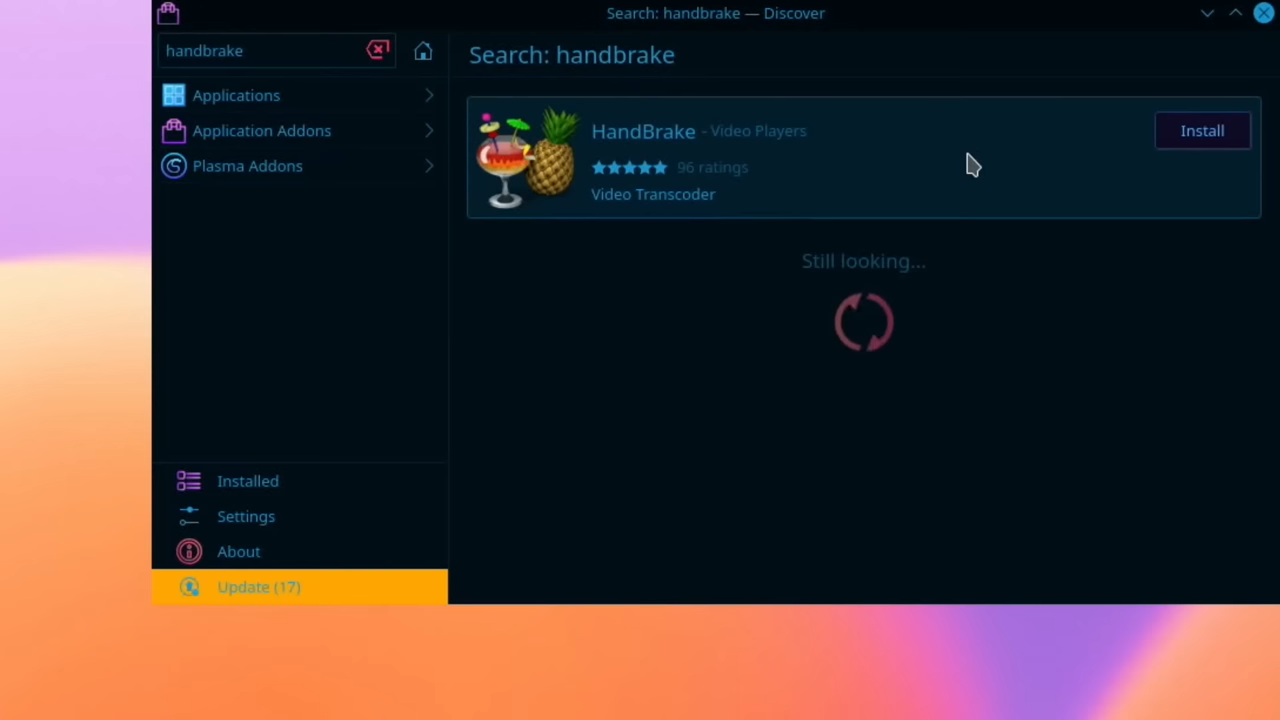 Search: handbrake — Discover
handbrake
Search: handbrake
Applications
Application Addons
Plasma Addons
HandBrake - Video Players
Install
96 ratings
Video Transcoder
Still looking...
Installed
Settings
About
Update (17)